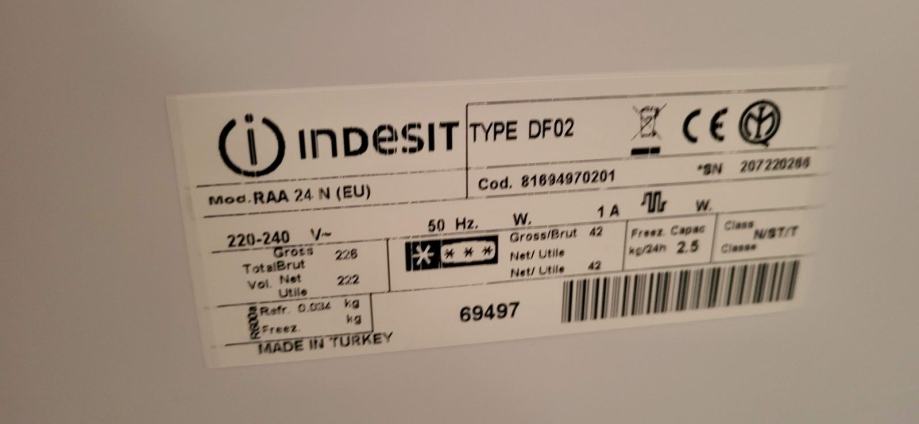 INDESIT
TYPE DF02
CE
Mod. RAA 24 N (EU)
Cod. 81694970201
*SN 207220266
220-240 V~ 50 Hz. W. 1 A W.
Gross 226
TotalBrut
Vol. Net 222
Utile
* ***
Gross/Brut 42
Net/ Utile
Net/ Utile 42
Freez. Capac
kg/24h 2.5
Class N/ST/T
Classe
Refr. 0.034 kg
Freez. kg
69497
MADE IN TURKEY